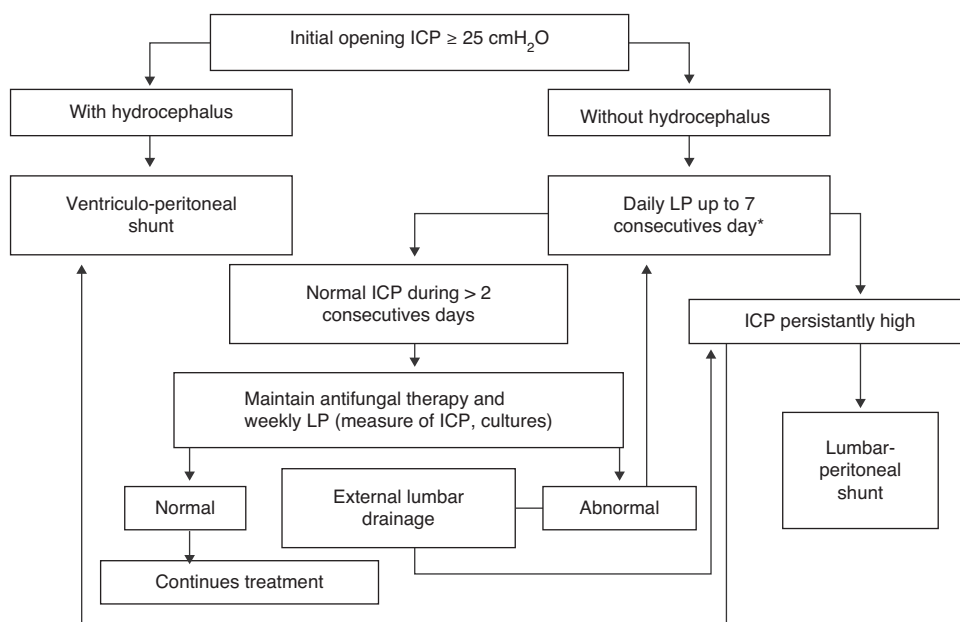 Initial opening ICP ≥ 25 cmH₂O
With hydrocephalus
Without hydrocephalus
Ventriculo-peritoneal
shunt
Daily LP up to 7
consecutives day*
Normal ICP during > 2
consecutives days
ICP persistantly high
Maintain antifungal therapy and
weekly LP (measure of ICP, cultures)
Lumbar-
peritoneal
shunt
Normal
External lumbar
drainage
Abnormal
Continues treatment